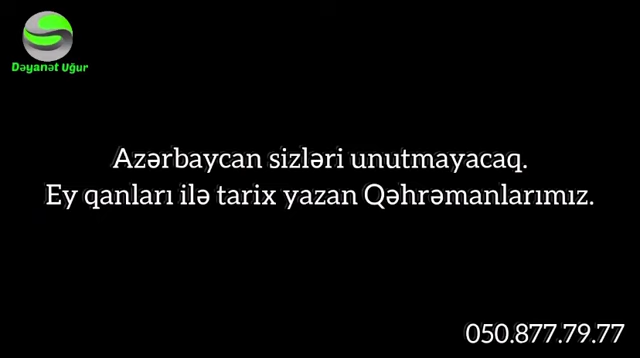 Dəyanət Uğur
Azərbaycan sizləri unutmayacaq.
Ey qanları ilə tarix yazan Qəhrəmanlarımız.
050.877.79.77